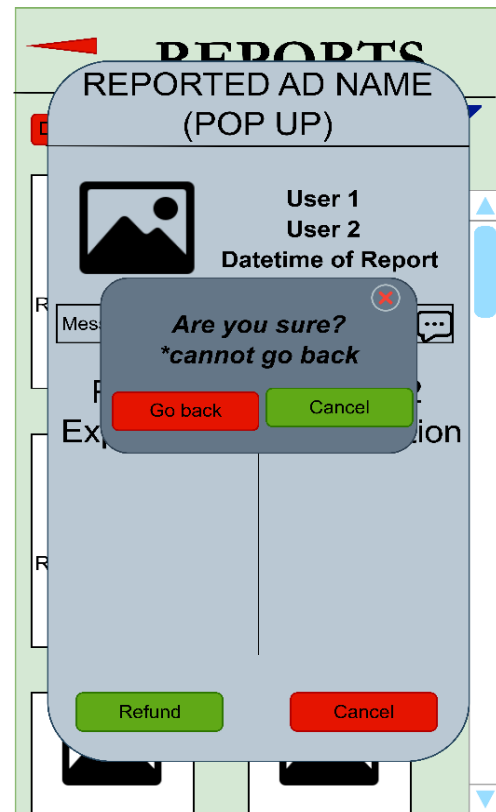 REPORTS
REPORTED AD NAME
(POP UP)
User 1
User 2
Datetime of Report
Are you sure?
*cannot go back
Go back
Cancel
Refund
Cancel